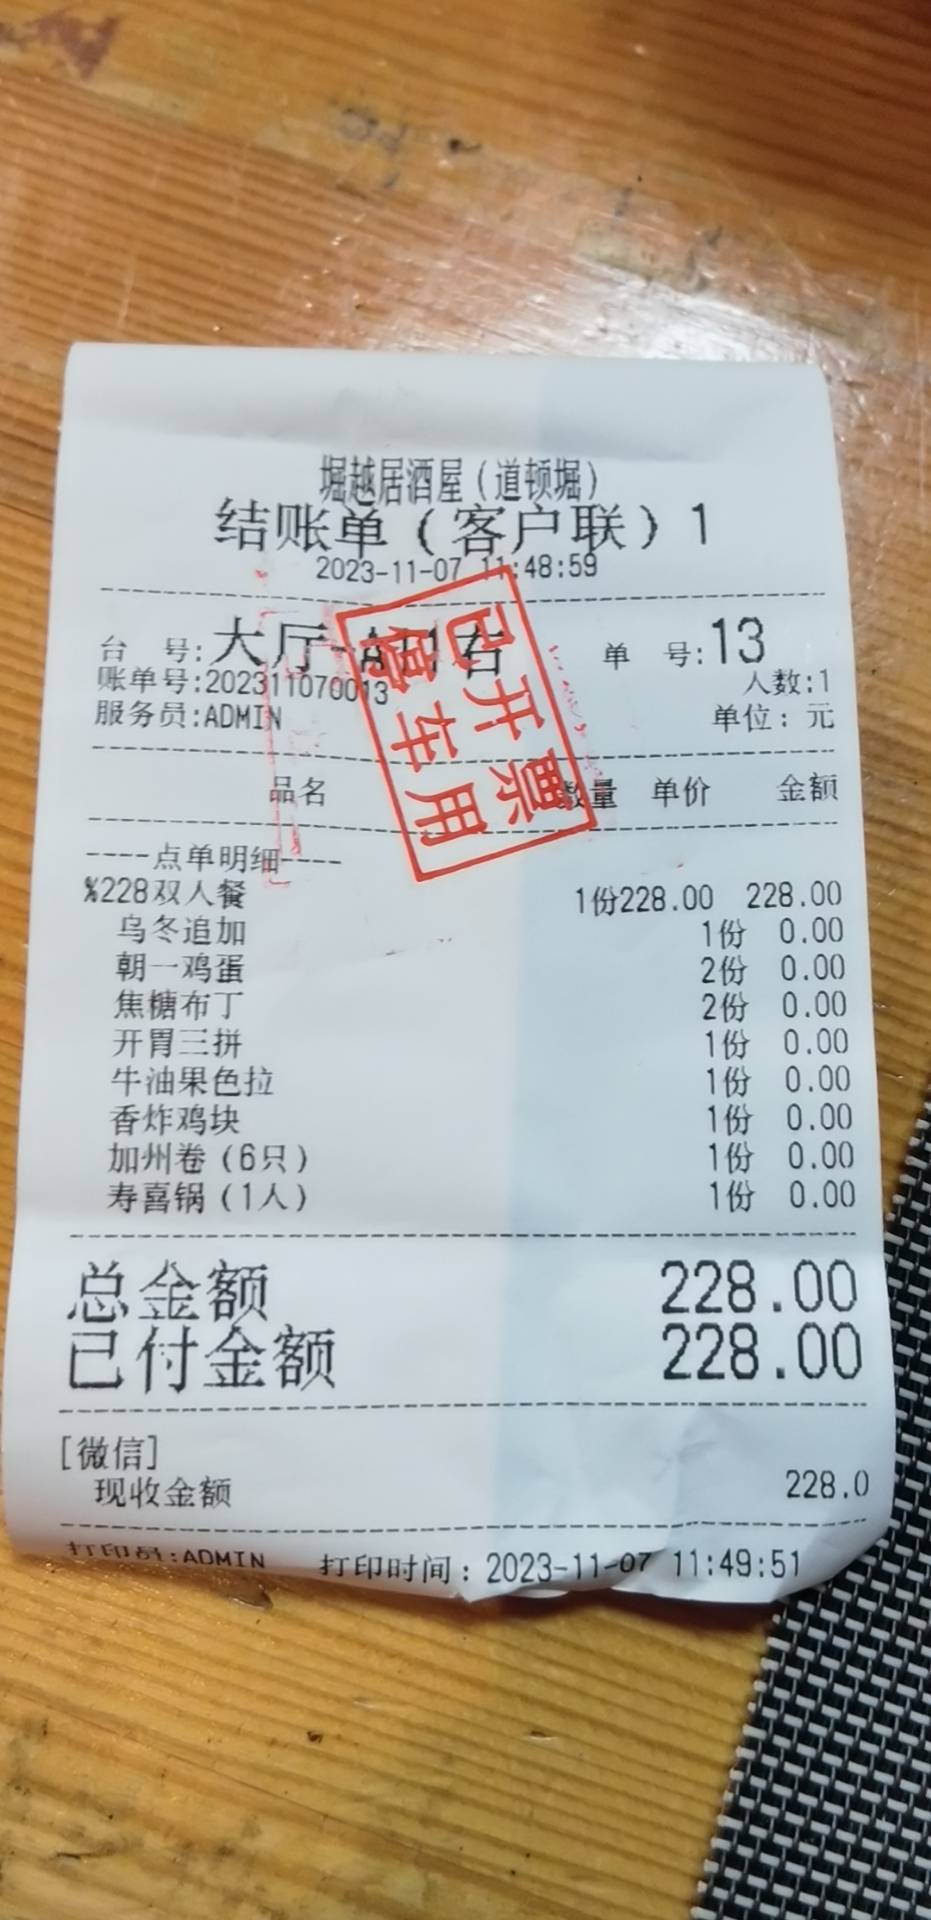 堀越居酒屋（道顿堀）
结账单（客户联）1
2023-11-07 11:48:59
台 号:大厅 右 单 号:13
账单号:202311070013 人数:1
服务员:ADMIN 单位: 元
已开票
停车用
品名 数量 单价 金额
----点单明细----
%228双人餐 1份228.00 228.00
乌冬追加 1份 0.00
朝一鸡蛋 2份 0.00
焦糖布丁 2份 0.00
开胃三拼 1份 0.00
牛油果色拉 1份 0.00
香炸鸡块 1份 0.00
加州卷（6只） 1份 0.00
寿喜锅（1人） 1份 0.00
总金额 228.00
已付金额 228.00
[微信]
现收金额 228.0
打印员:ADMIN 打印时间: 2023-11-07 11:49:51